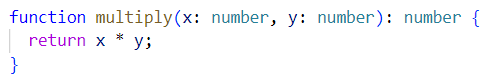 function multiply(x: number, y: number): number {
  return x * y;
}